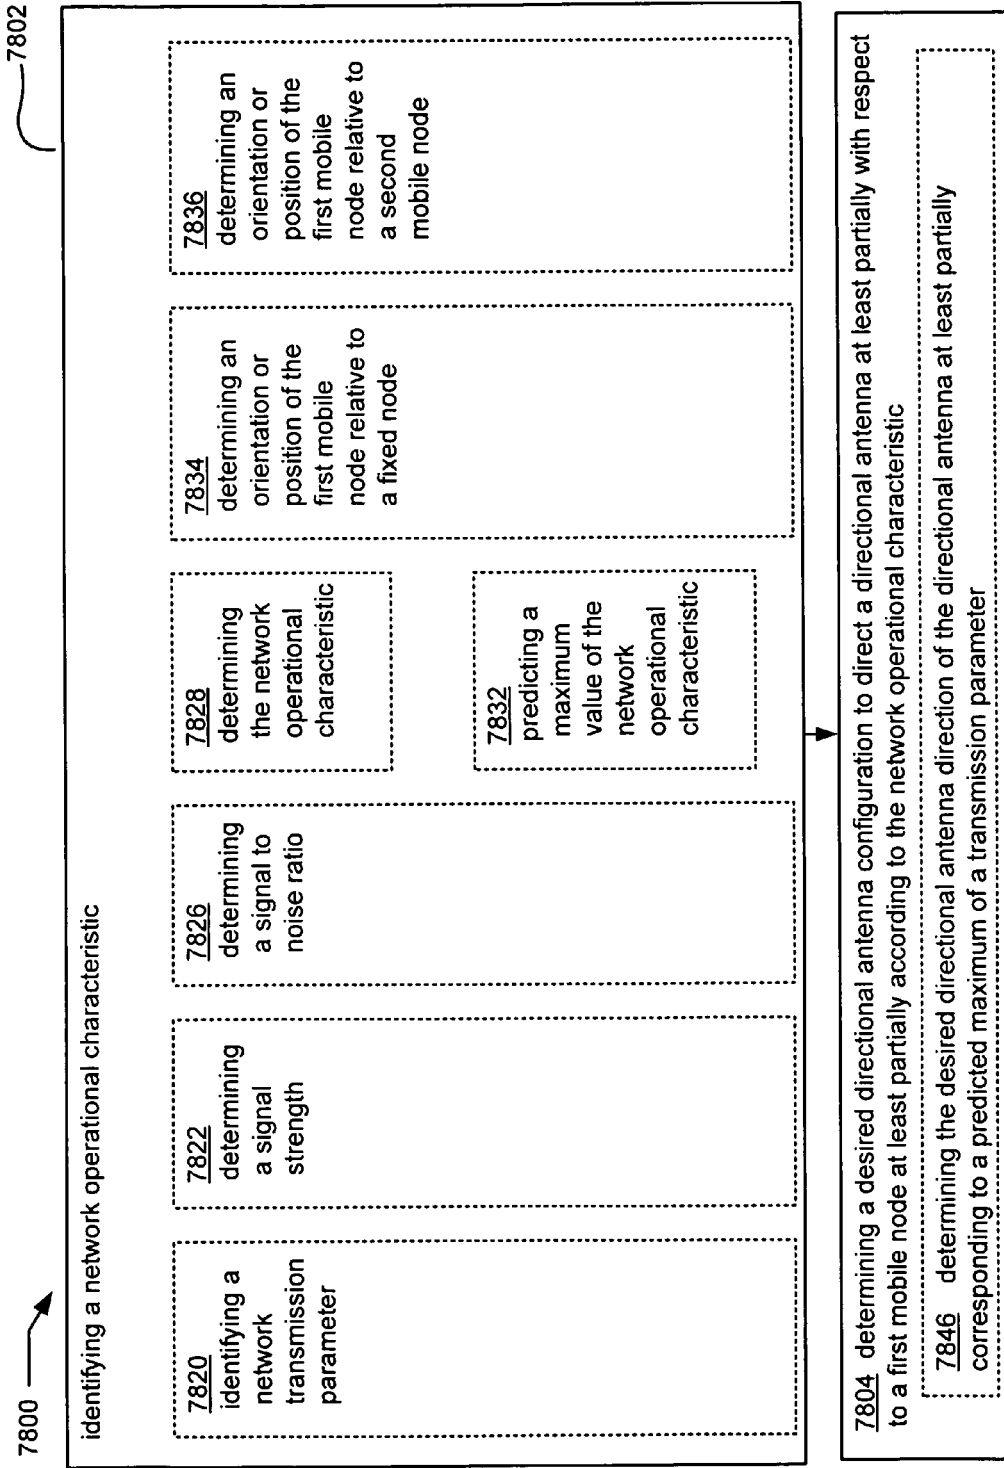 7800
7802
identifying a network operational characteristic
7820
identifying a
network
transmission
parameter
7822
determining
a signal
strength
7826
determining
a signal to
noise ratio
7828
determining
the network
operational
characteristic
7832
predicting a
maximum
value of the
network
operational
characteristic
7834
determining an
orientation or
position of the
first mobile
node relative to
a fixed node
7836
determining an
orientation or
position of the
first mobile
node relative to
a second
mobile node
7804 determining a desired directional antenna configuration to direct a directional antenna at least partially with respect
to a first mobile node at least partially according to the network operational characteristic
7846 determining the desired directional antenna direction of the directional antenna at least partially
corresponding to a predicted maximum of a transmission parameter